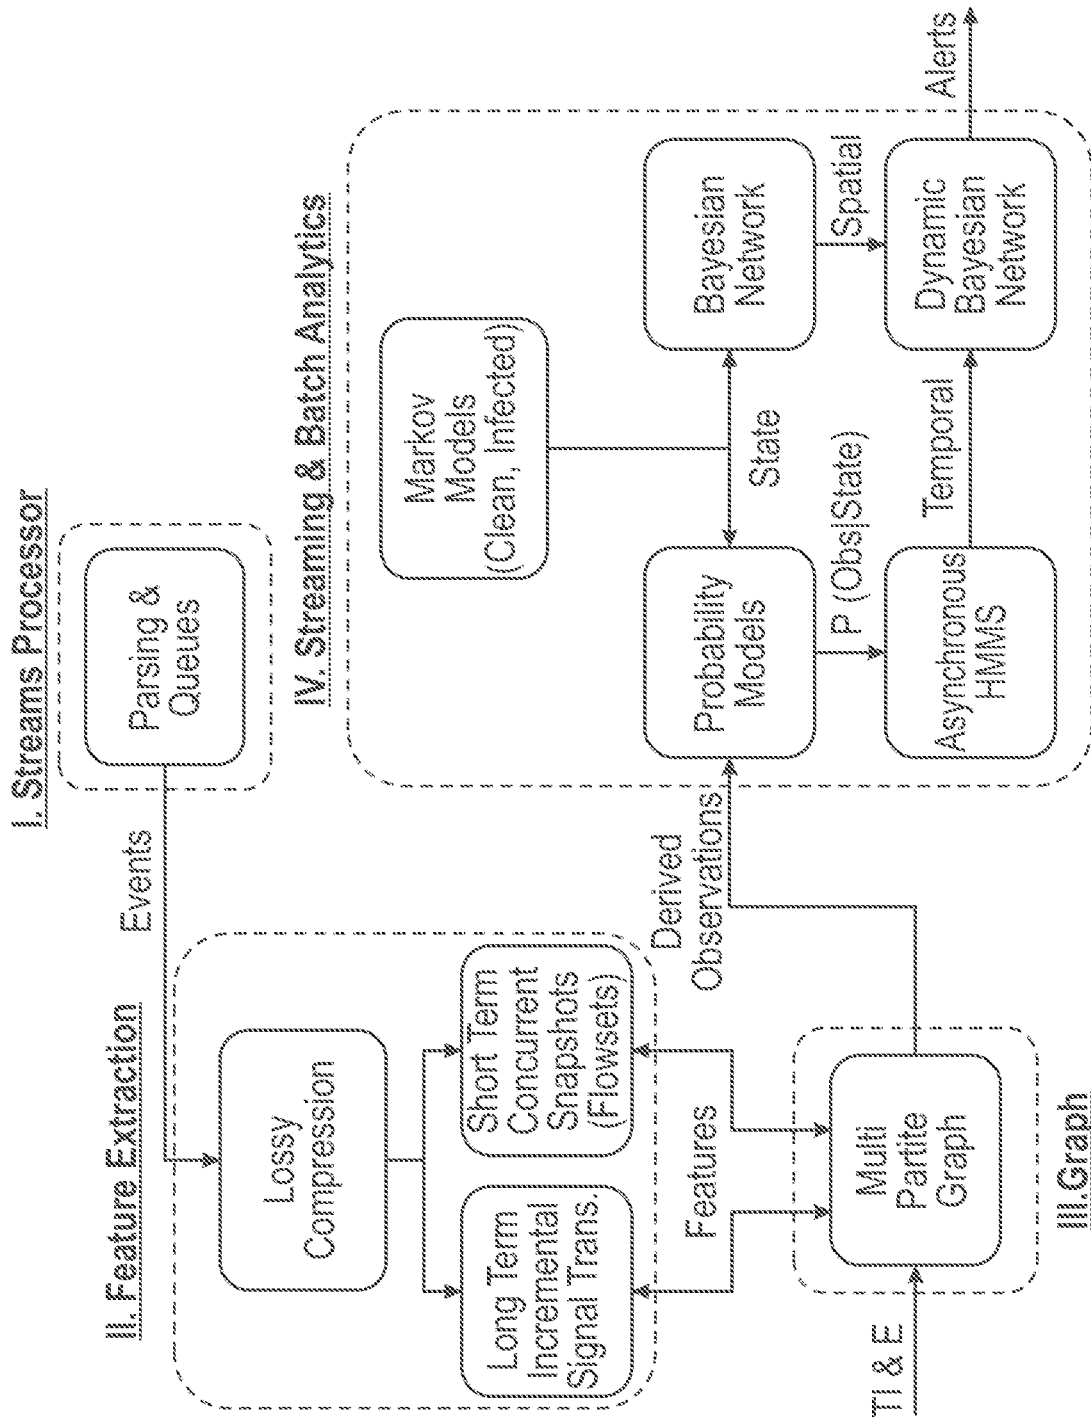 I. Streams Processor
Parsing &
Queues
Events
II. Feature Extraction
Lossy
Compression
Long Term
Incremental
Signal Trans.
Short Term
Concurrent
Snapshots
(Flowsets)
Features
TI & E
Multi
Partite
Graph
III.Graph
Derived
Observations
IV. Streaming & Batch Analytics
Markov
Models
(Clean, Infected)
State
Probability
Models
Bayesian
Network
P (Obs|State)
Spatial
Asynchronous
HMMS
Temporal
Dynamic
Bayesian
Network
Alerts